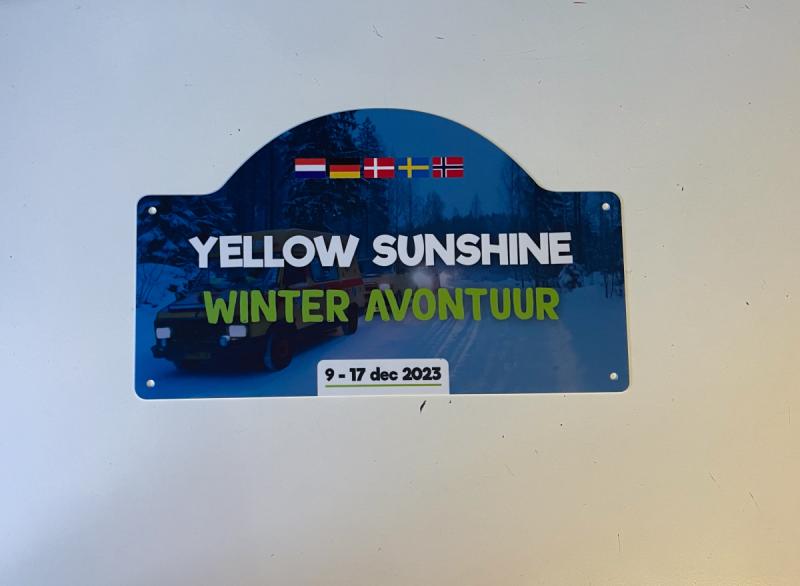 YELLOW SUNSHINE
WINTER AVONTUUR
9 - 17 dec 2023